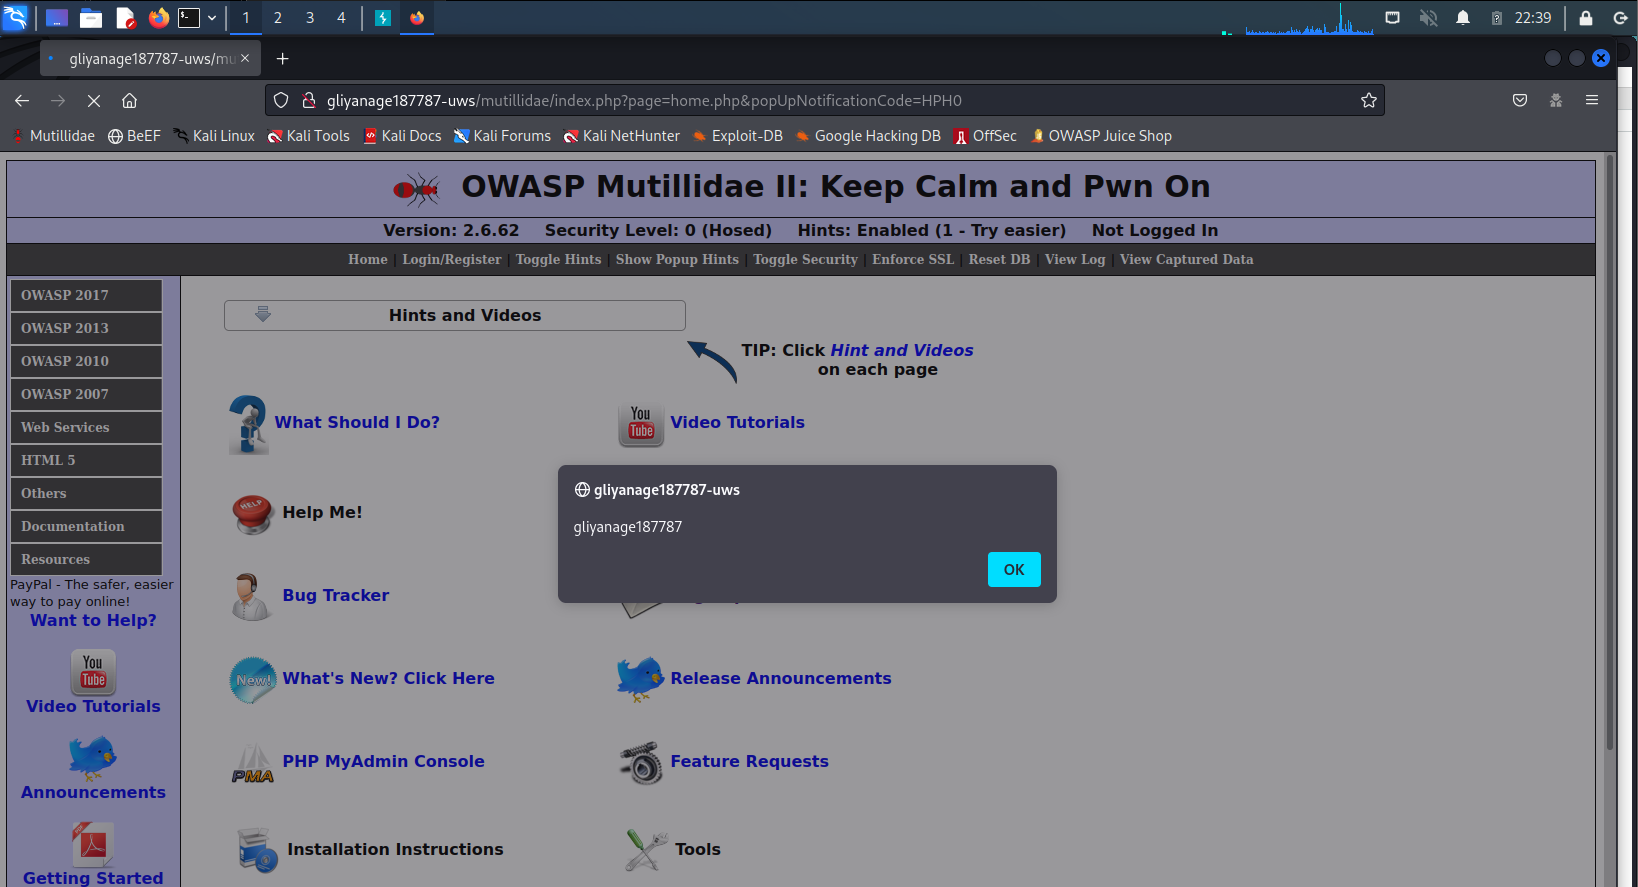 1 2 3 4 22:39
gliyanage187787-uws/mu
gliyanage187787-uws/mutillidae/index.php?page=home.php&popUpNotificationCode=HPH0
Mutillidae BeEF Kali Linux Kali Tools Kali Docs Kali Forums Kali NetHunter Exploit-DB Google Hacking DB OffSec OWASP Juice Shop
OWASP Mutillidae II: Keep Calm and Pwn On
Version: 2.6.62 Security Level: 0 (Hosed) Hints: Enabled (1 - Try easier) Not Logged In
Home | Login/Register | Toggle Hints | Show Popup Hints | Toggle Security | Enforce SSL | Reset DB | View Log | View Captured Data
OWASP 2017
OWASP 2013
OWASP 2010
OWASP 2007
Web Services
HTML 5
Others
Documentation
Resources
PayPal - The safer, easier
way to pay online!
Want to Help?
You
Tube
Video Tutorials
Announcements
Getting Started
Hints and Videos
TIP: Click Hint and Videos
on each page
What Should I Do?
You
Tube
Video Tutorials
HELP
Help Me!
Bug Tracker
New!
What's New? Click Here
Release Announcements
PMA
PHP MyAdmin Console
Feature Requests
Installation Instructions
Tools
gliyanage187787-uws
gliyanage187787
OK